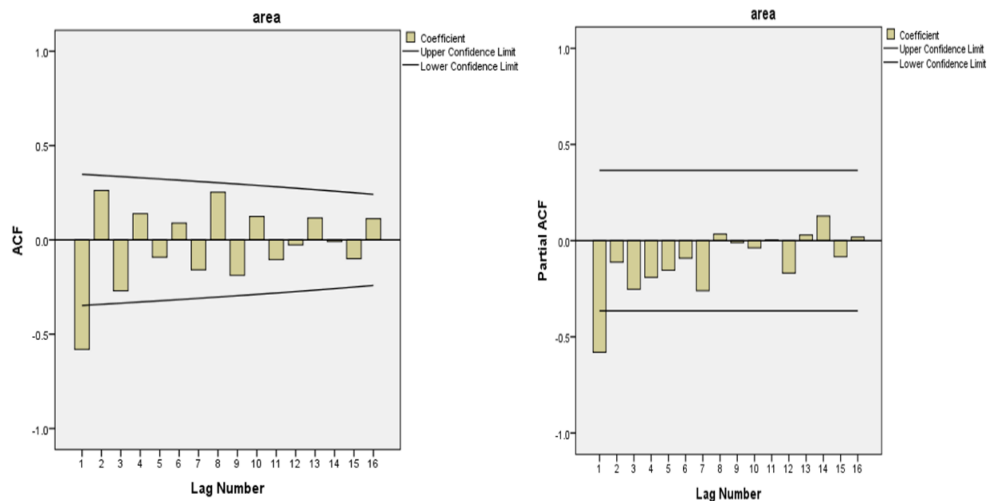 area
Coefficient
Upper Confidence Limit
Lower Confidence Limit
1.0
0.5
0.0
-0.5
-1.0
ACF
1 2 3 4 5 6 7 8 9 10 11 12 13 14 15 16
Lag Number
area
Coefficient
Upper Confidence Limit
Lower Confidence Limit
1.0
0.5
0.0
-0.5
-1.0
Partial ACF
1 2 3 4 5 6 7 8 9 10 11 12 13 14 15 16
Lag Number